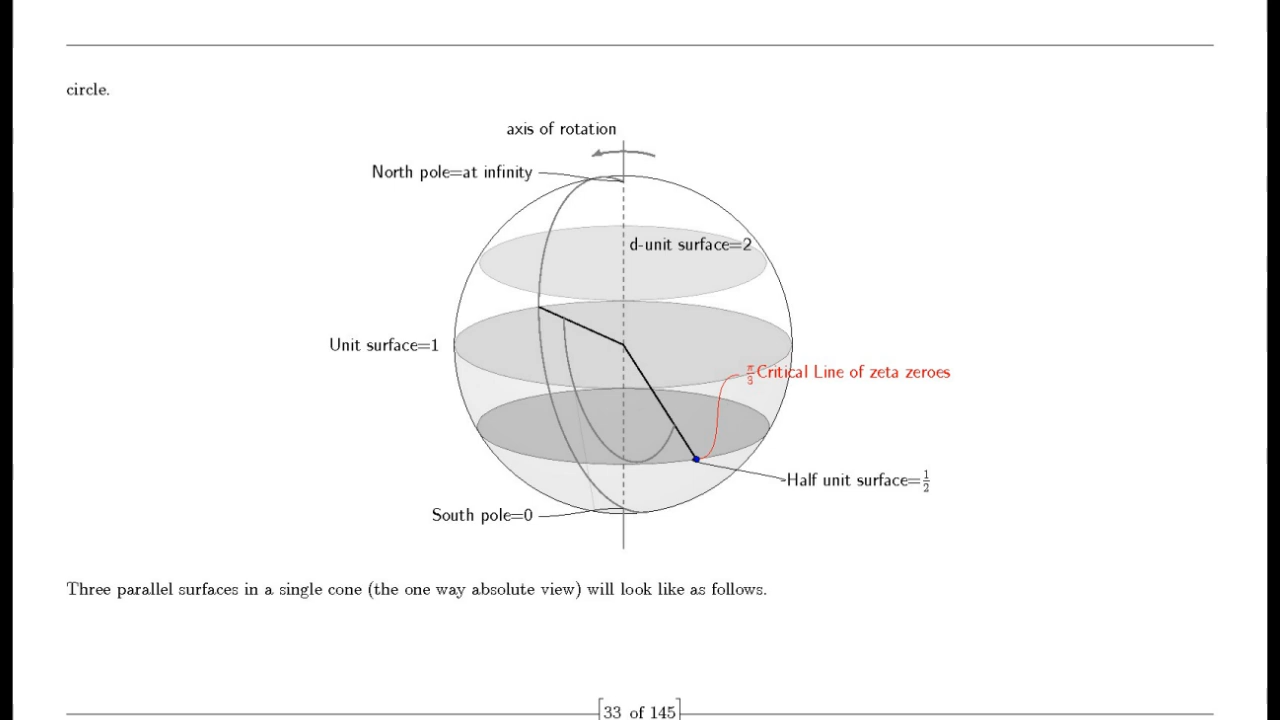 circle.
axis of rotation
North pole=at infinity
d-unit surface=2
Unit surface=1
π/3 Critical Line of zeta zeroes
Half unit surface=1/2
South pole=0
Three parallel surfaces in a single cone (the one way absolute view) will look like as follows.
33 of 145